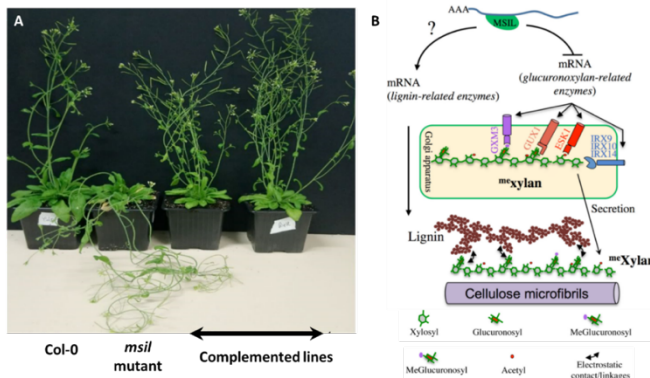 A
Col-0
msil
mutant
Complemented lines
B
AAA
MSIL
?
mRNA
(lignin-related enzymes)
mRNA
(glucuronoxylan-related
enzymes)
Golgi apparatus
GXM3
GUX1
ESK1
IRX9
IRX10
IRX14
mexylan
Secretion
Lignin
meXylan
Cellulose microfibrils
Xylosyl
Glucuronosyl
MeGlucuronosyl
MeGlucuronosyl
Acetyl
Electrostatic
contact/linkages